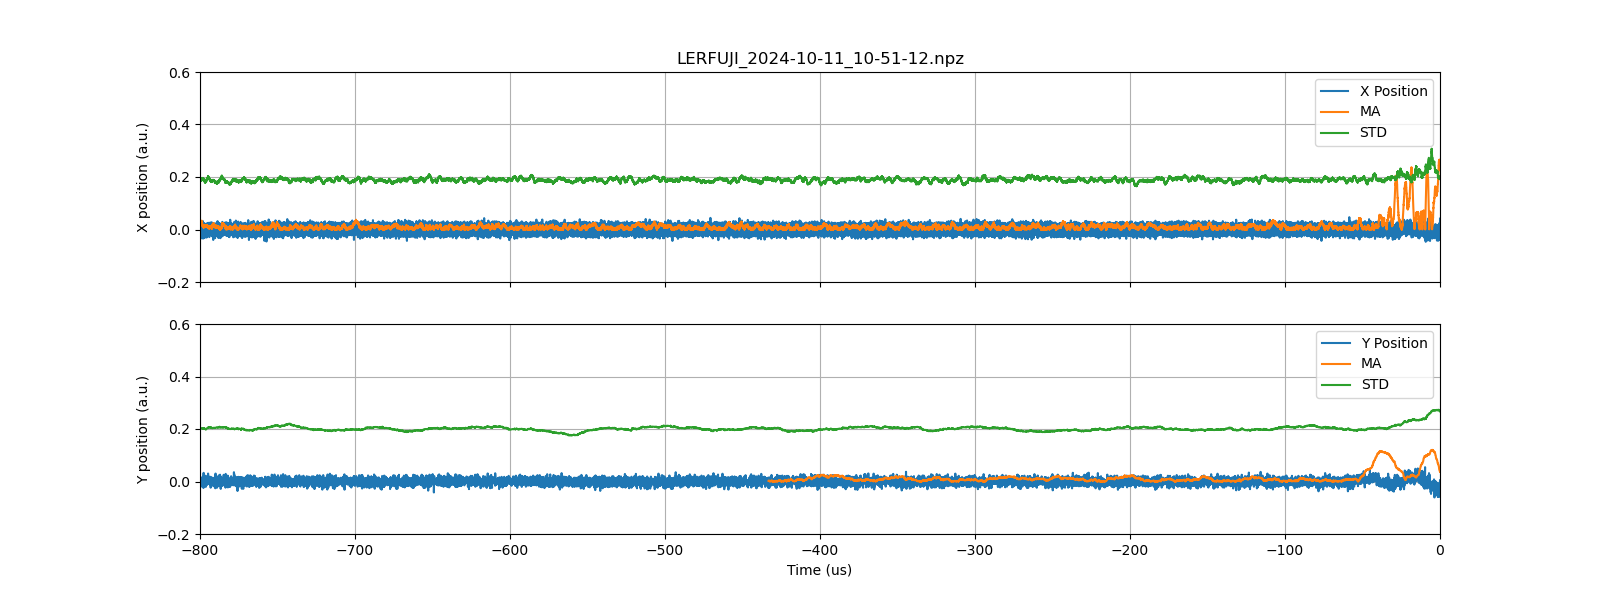 LERFUJI_2024-10-11_10-51-12.npz
X position (a.u.)
0.6
0.4
0.2
0.0
−0.2
X Position
MA
STD
Y position (a.u.)
0.6
0.4
0.2
0.0
−0.2
Y Position
MA
STD
−800 −700 −600 −500 −400 −300 −200 −100 0
Time (us)